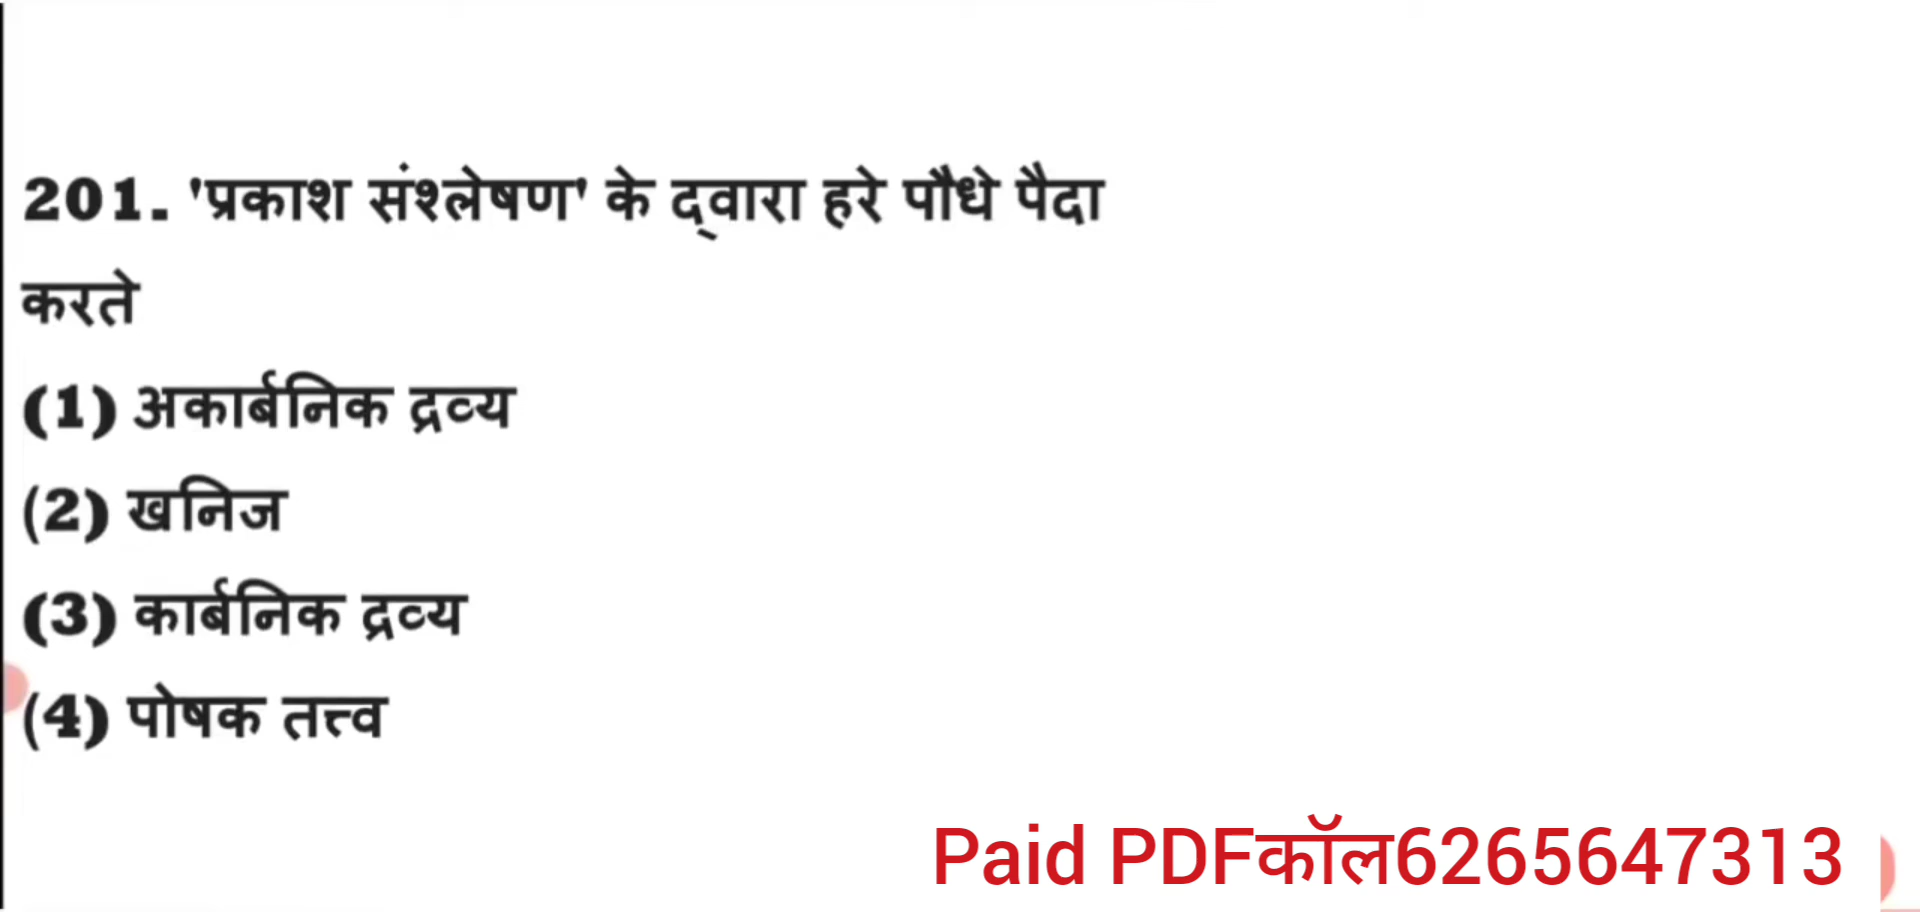 201. 'प्रकाश संश्लेषण' के द्वारा हरे पौधे पैदा
करते
(1) अकार्बनिक द्रव्य
(2) खनिज
(3) कार्बनिक द्रव्य
(4) पोषक तत्त्व
Paid PDFकॉल6265647313